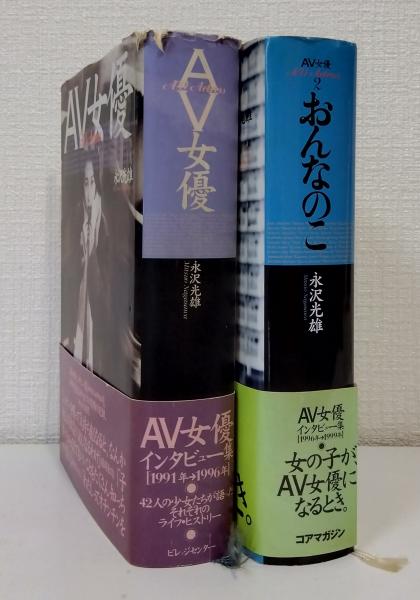 AV女優
永沢光雄
AV女優
永沢光雄
Mitsuo Nagasawa
AV女優
インタビュー集
[1991年→1996年]
42人の少女たちが語った
それぞれの
ライフ・ヒストリー
ビレッジセンター
AV女優
2
おんなのこ
永沢光雄
Mitsuo Nagasawa
AV女優
インタビュー集
[1996年→1999年]
女の子が、
AV女優に
なるとき。
コアマガジン